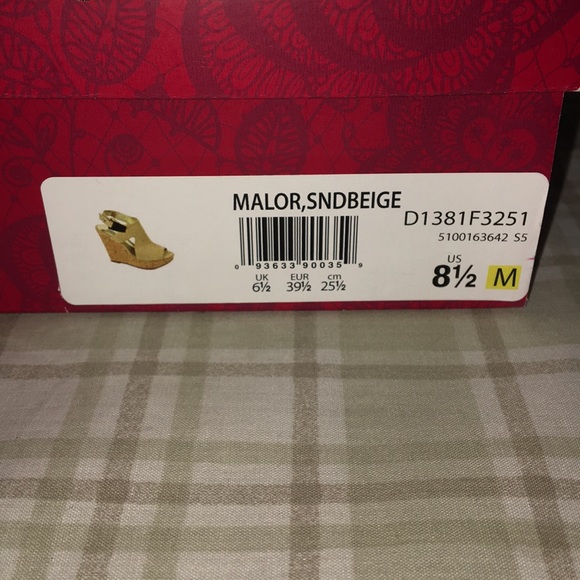 MALOR,SNDBEIGE
D1381F3251
5100163642 S5
0 93633 90035 9
UK EUR cm
6½ 39½ 25½
US
8½ M